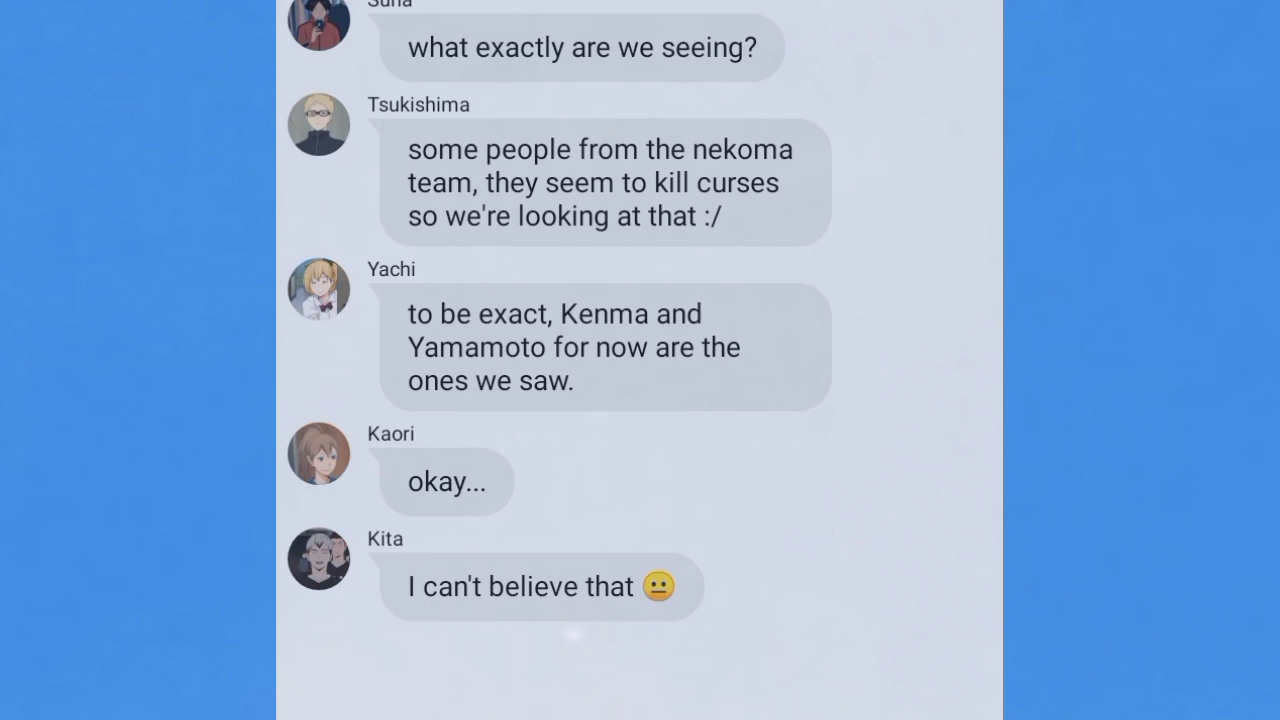 Suna
what exactly are we seeing?
Tsukishima
some people from the nekoma
team, they seem to kill curses
so we're looking at that :/
Yachi
to be exact, Kenma and
Yamamoto for now are the
ones we saw.
Kaori
okay...
Kita
I can't believe that 😐